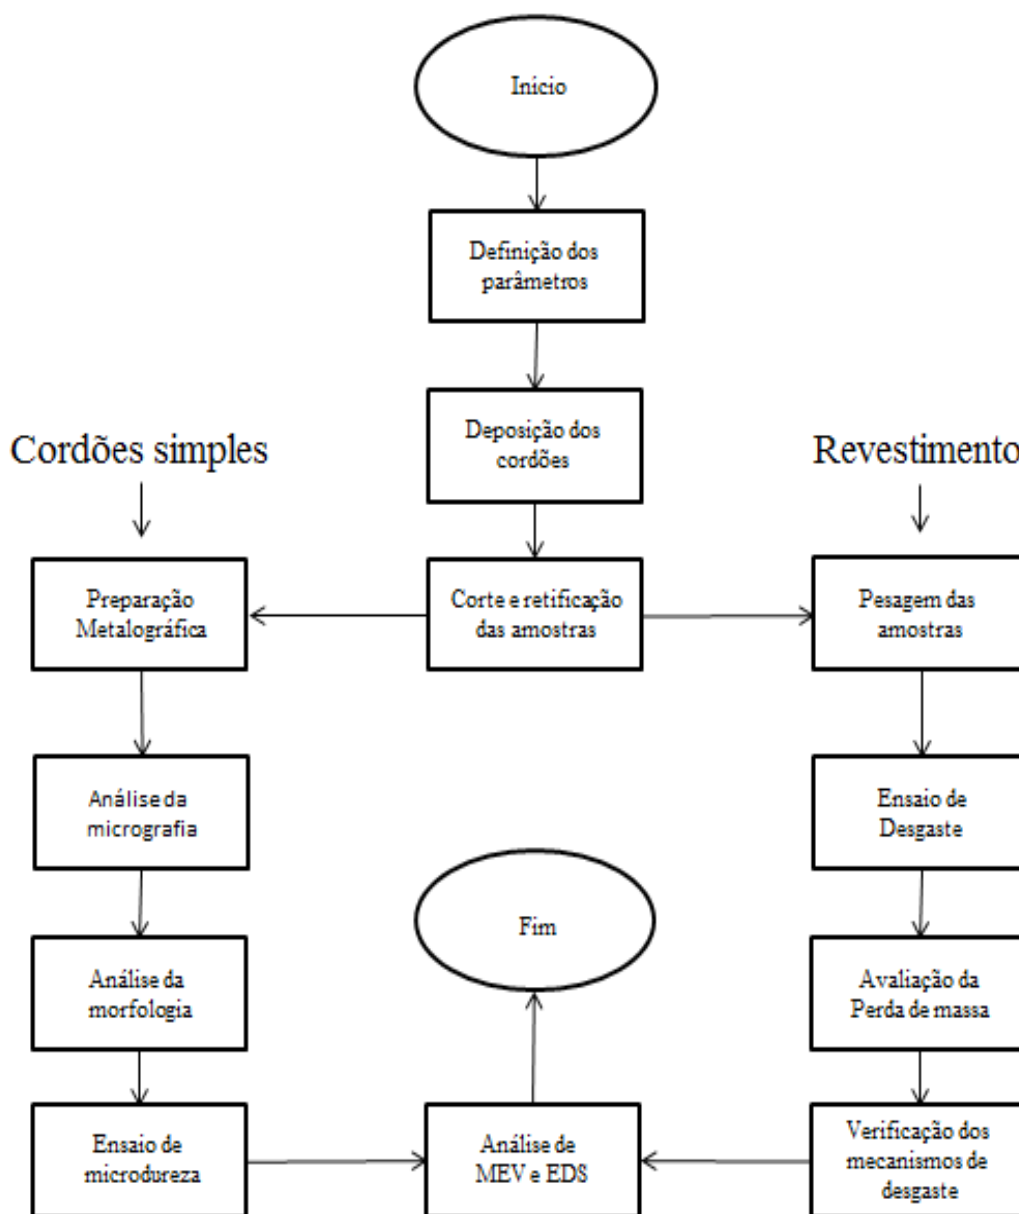 Início
Definição dos
parâmetros
Deposição dos
cordões
Cordões simples
Revestimento
Preparação
Metalográfica
Corte e retificação
das amostras
Pesagem das
amostras
Análise da
micrografia
Ensaio de
Desgaste
Fim
Análise da
morfologia
Avaliação da
Perda de massa
Ensaio de
microdureza
Análise de
MEV e EDS
Verificação dos
mecanismos de
desgaste